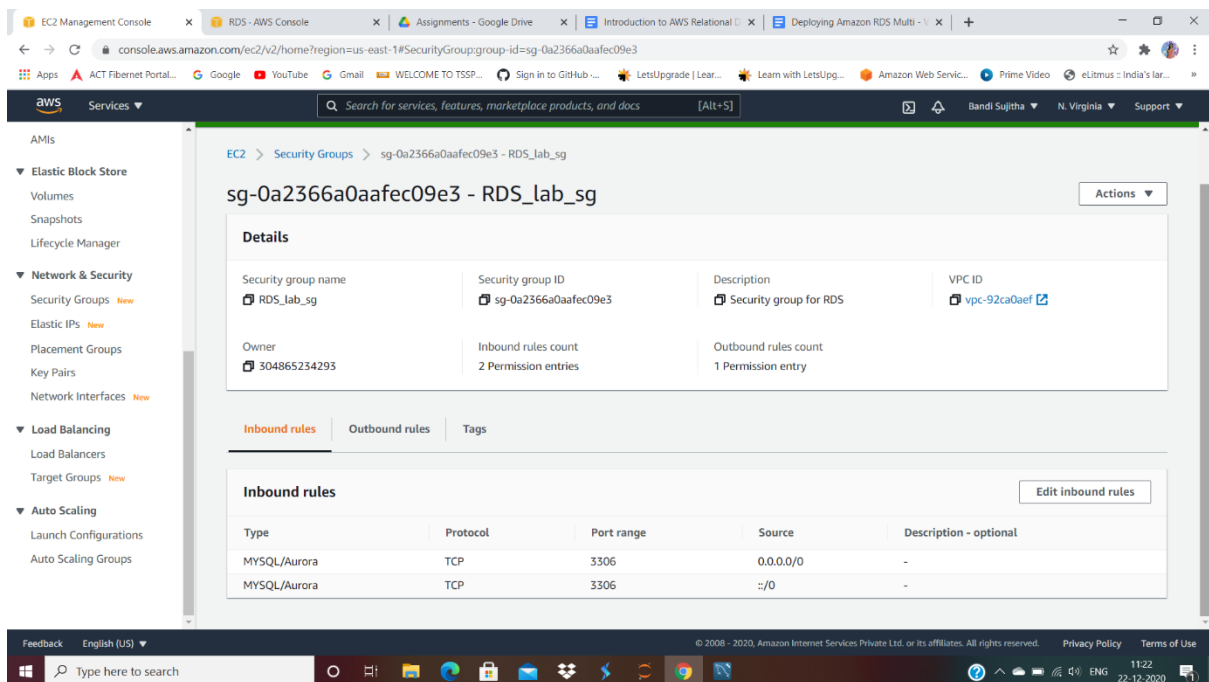 EC2 Management Console
RDS - AWS Console
Assignments - Google Drive
Introduction to AWS Relational D
Deploying Amazon RDS Multi - V
console.aws.amazon.com/ec2/v2/home?region=us-east-1#SecurityGroup:group-id=sg-0a2366a0aafec09e3
Apps ACT Fibernet Portal... Google YouTube Gmail WELCOME TO TSSP... Sign in to GitHub ·... LetsUpgrade | Lear... Learn with LetsUpg... Amazon Web Servic... Prime Video eLitmus :: India's lar... »
aws Services ▼ Search for services, features, marketplace products, and docs [Alt+S] Bandi Sujitha ▼ N. Virginia ▼ Support ▼
AMIs
▼ Elastic Block Store
Volumes
Snapshots
Lifecycle Manager
▼ Network & Security
Security Groups New
Elastic IPs New
Placement Groups
Key Pairs
Network Interfaces New
▼ Load Balancing
Load Balancers
Target Groups New
▼ Auto Scaling
Launch Configurations
Auto Scaling Groups
EC2 > Security Groups > sg-0a2366a0aafec09e3 - RDS_lab_sg
sg-0a2366a0aafec09e3 - RDS_lab_sg
Actions ▼
Details
Security group name Security group ID Description VPC ID
RDS_lab_sg sg-0a2366a0aafec09e3 Security group for RDS vpc-92ca0aef
Owner Inbound rules count Outbound rules count
304865234293 2 Permission entries 1 Permission entry
Inbound rules Outbound rules Tags
Inbound rules Edit inbound rules
Type Protocol Port range Source Description - optional
MYSQL/Aurora TCP 3306 0.0.0.0/0 -
MYSQL/Aurora TCP 3306 ::/0 -
Feedback English (US) ▼ © 2008 - 2020, Amazon Internet Services Private Ltd. or its affiliates. All rights reserved. Privacy Policy Terms of Use
Type here to search ENG 11:22
22-12-2020